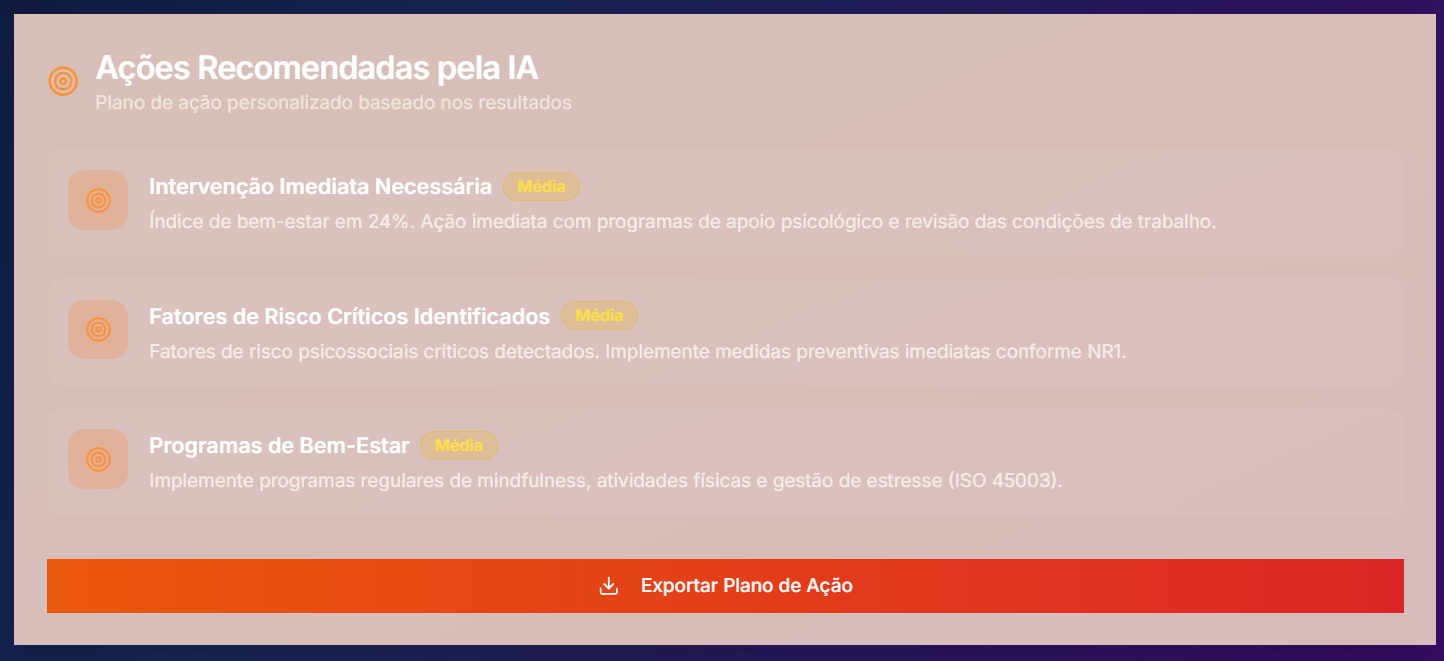 Ações Recomendadas pela IA
Plano de ação personalizado baseado nos resultados
Intervenção Imediata Necessária Média
Índice de bem-estar em 24%. Ação imediata com programas de apoio psicológico e revisão das condições de trabalho.
Fatores de Risco Críticos Identificados Média
Fatores de risco psicossociais críticos detectados. Implemente medidas preventivas imediatas conforme NR1.
Programas de Bem-Estar Média
Implemente programas regulares de mindfulness, atividades físicas e gestão de estresse (ISO 45003).
Exportar Plano de Ação